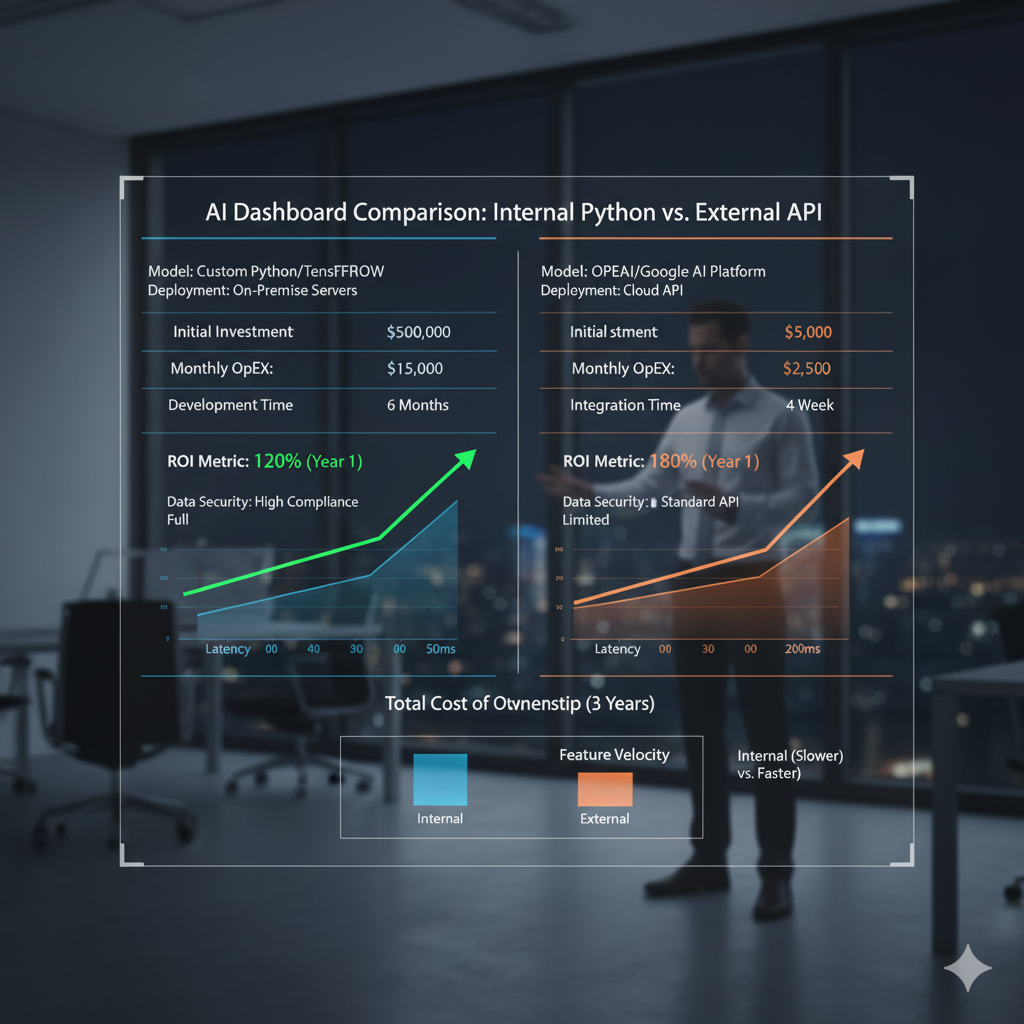 AI Dashboard Comparison: Internal Python vs. External API
Model: Custom Python/TensFFROW
Deployment: On-Premise Servers
Initial Investment $500,000
Monthly OpEX: $15,000
Development Time 6 Months
ROI Metric: 120% (Year 1)
Data Security: High Compliance
Full
0
Latency 00 40 30 00 50ms
Model: OPEAI/Google AI Platform
Deployment: Cloud API
Initial stment $5,000
Monthly OpEX: $2,500
Integration Time 4 Week
ROI Metric: 180% (Year 1)
Data Security: Standard API
Limited
0
Latency 00 30 00 200ms
Total Cost of Ownenstip (3 Years)
Feature Velocity
Internal
External
Internal (Slower)
vs. Faster)